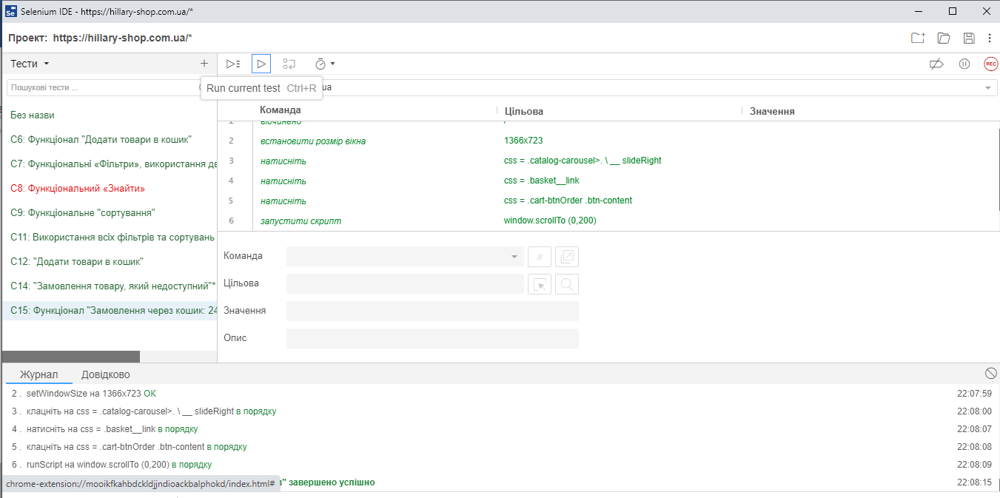 Selenium IDE - https://hillary-shop.com.ua/*
Проект: https://hillary-shop.com.ua/*
Тести
Пошукові тести ...
Run current test Ctrl+R
ua
REC
Без назви
C6: Функціонал "Додати товари в кошик"
C7: Функціональні «Фільтри», використання дв
C8: Функціональний «Знайти»
C9: Функціональне "сортування"
C11: Використання всіх фільтрів та сортувань
C12: "Додати товари в кошик"
C14: "Замовлення товару, який недоступний"*
C15: Функціонал "Замовлення через кошик: 24
Команда Цільова Значення
1 відчинено /
2 встановити розмір вікна 1366x723
3 натисніть css = .catalog-carousel>. \ __ slideRight
4 натисніть css = .basket__link
5 натисніть css = .cart-btnOrder .btn-content
6 запустити скрипт window.scrollTo (0,200)
Команда //
Цільова
Значення
Опис
Журнал Довідково
2 . setWindowSize на 1366x723 ОК 22:07:59
3 . клацніть на css = .catalog-carousel>. \ __ slideRight в порядку 22:08:00
4 . натисніть на css = .basket__link в порядку 22:08:07
5 . клацніть на css = .cart-btnOrder .btn-content в порядку 22:08:08
6 . runScript на window.scrollTo (0,200) в порядку 22:08:09
chrome-extension://mooikfkahbdckldjjndioackbalphokd/index.html# в" завершено успішно 22:08:15